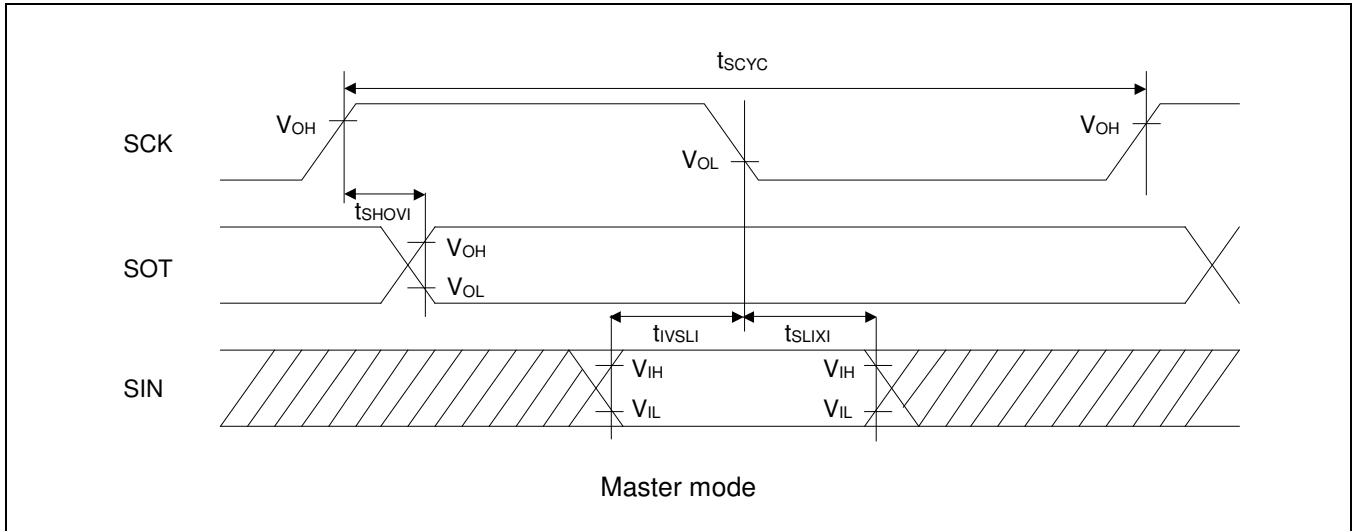 tSCYC
VOH
VOH
SCK
VOL
tSHOVI
VOH
SOT
VOL
tIVSLI
tSLIXI
VIH
VIH
SIN
VIL
VIL
Master mode